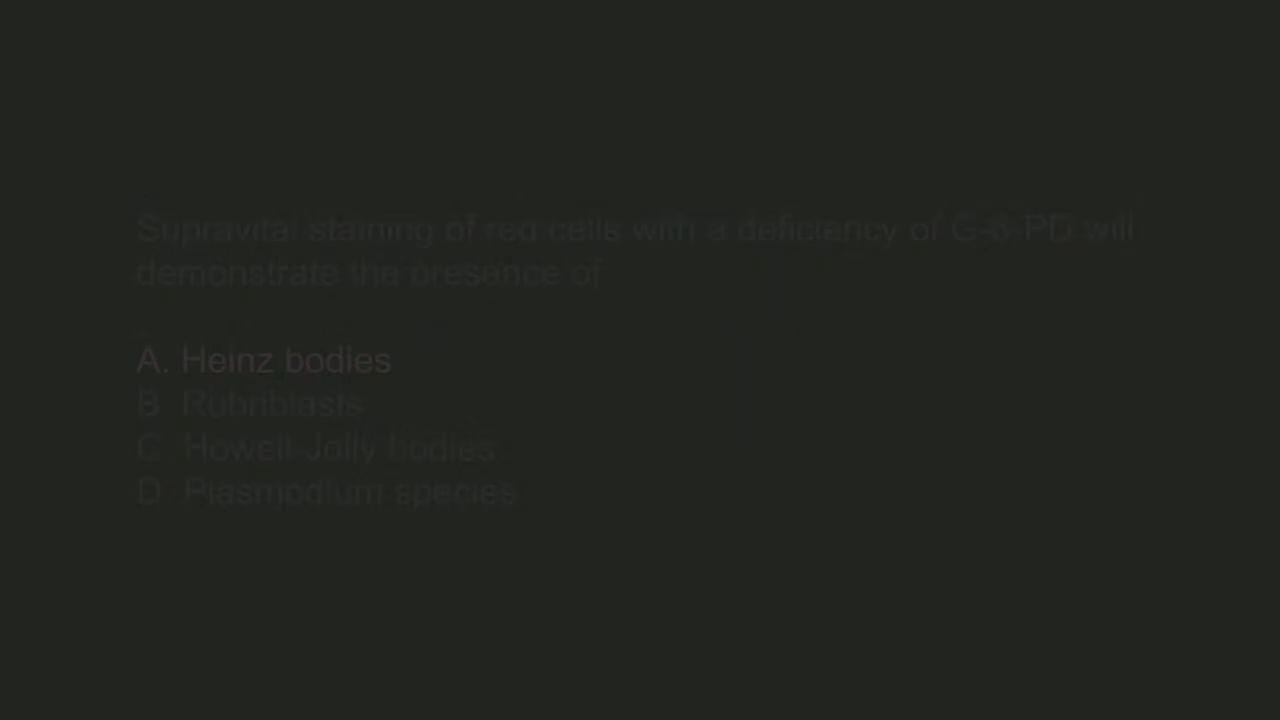 Supravital staining of red cells with a deficiency of G-6-PD will
demonstrate the presence of
A. Heinz bodies
B. Rubriblasts
C. Howell-Jolly bodies
D. Plasmodium species